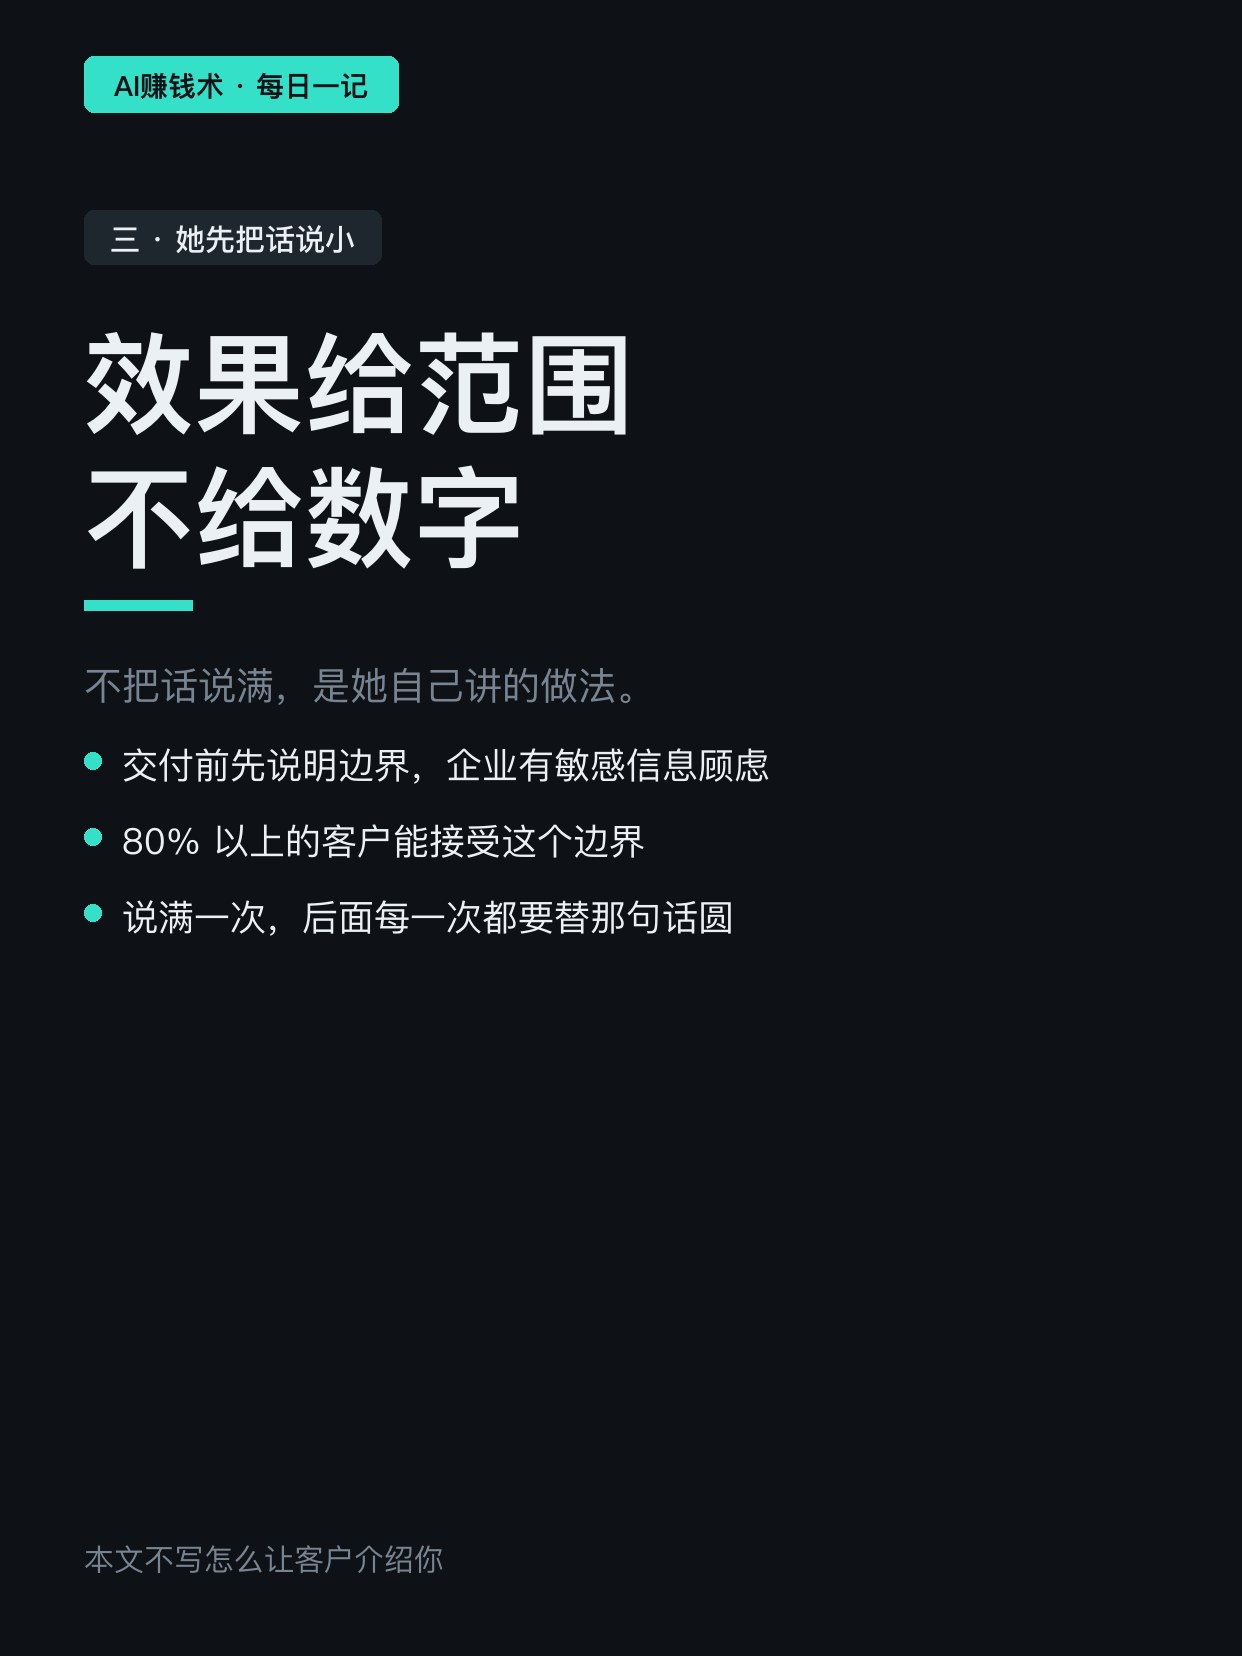 AI赚钱术 · 每日一记
三 · 她先把话说小
效果给范围
不给数字
不把话说满，是她自己讲的做法。
交付前先说明边界，企业有敏感信息顾虑
80% 以上的客户能接受这个边界
说满一次，后面每一次都要替那句话圆
本文不写怎么让客户介绍你